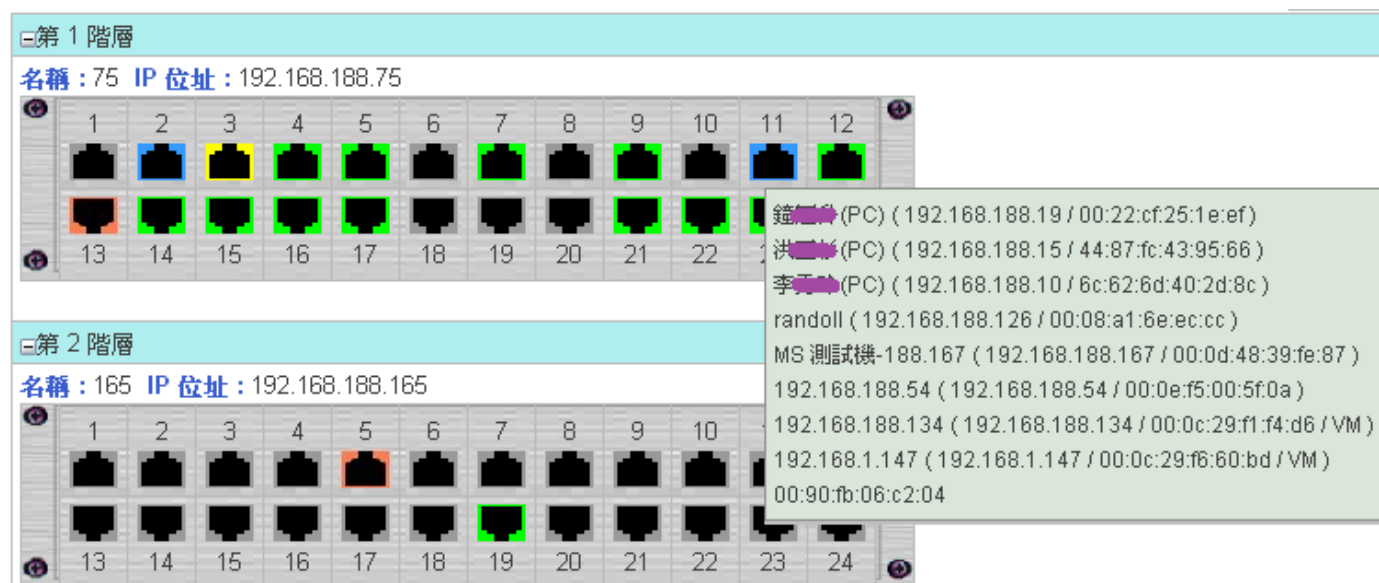 第 1 階層
名稱：75 IP 位址：192.168.188.75
1 2 3 4 5 6 7 8 9 10 11 12
13 14 15 16 17 18 19 20 21 22
鐘 (PC) ( 192.168.188.19 / 00:22:cf:25:1e:ef )
洪 (PC) ( 192.168.188.15 / 44:87:fc:43:95:66 )
李 (PC) ( 192.168.188.10 / 6c:62:6d:40:2d:8c )
randoll ( 192.168.188.126 / 00:08:a1:6e:ec:cc )
MS 測試機-188.167 ( 192.168.188.167 / 00:0d:48:39:fe:87 )
192.168.188.54 ( 192.168.188.54 / 00:0e:f5:00:5f:0a )
192.168.188.134 ( 192.168.188.134 / 00:0c:29:f1:f4:d6 / VM )
192.168.1.147 ( 192.168.1.147 / 00:0c:29:f6:60:bd / VM )
00:90:fb:06:c2:04
第 2 階層
名稱：165 IP 位址：192.168.188.165
1 2 3 4 5 6 7 8 9 10
13 14 15 16 17 18 19 20 21 22 23 24